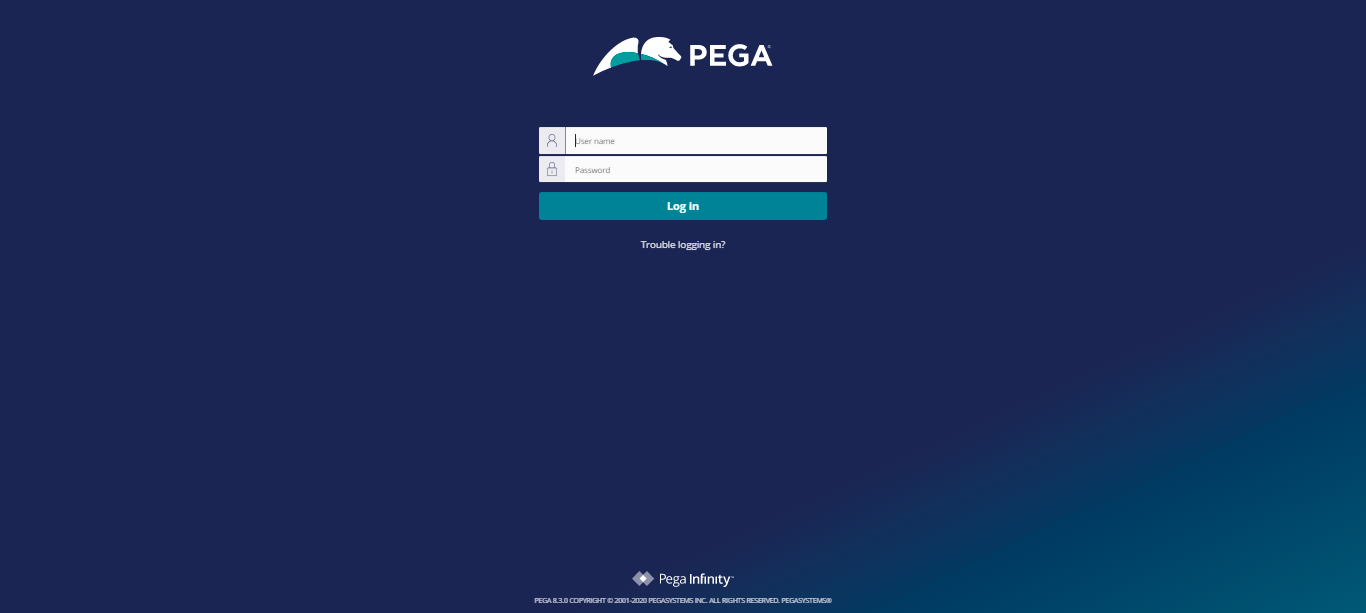 PEGA
User name
Password
Log in
Trouble logging in?
Pega Infinity™
PEGA 8.3.0 COPYRIGHT © 2001-2020 PEGASYSTEMS INC. ALL RIGHTS RESERVED. PEGASYSTEMS®